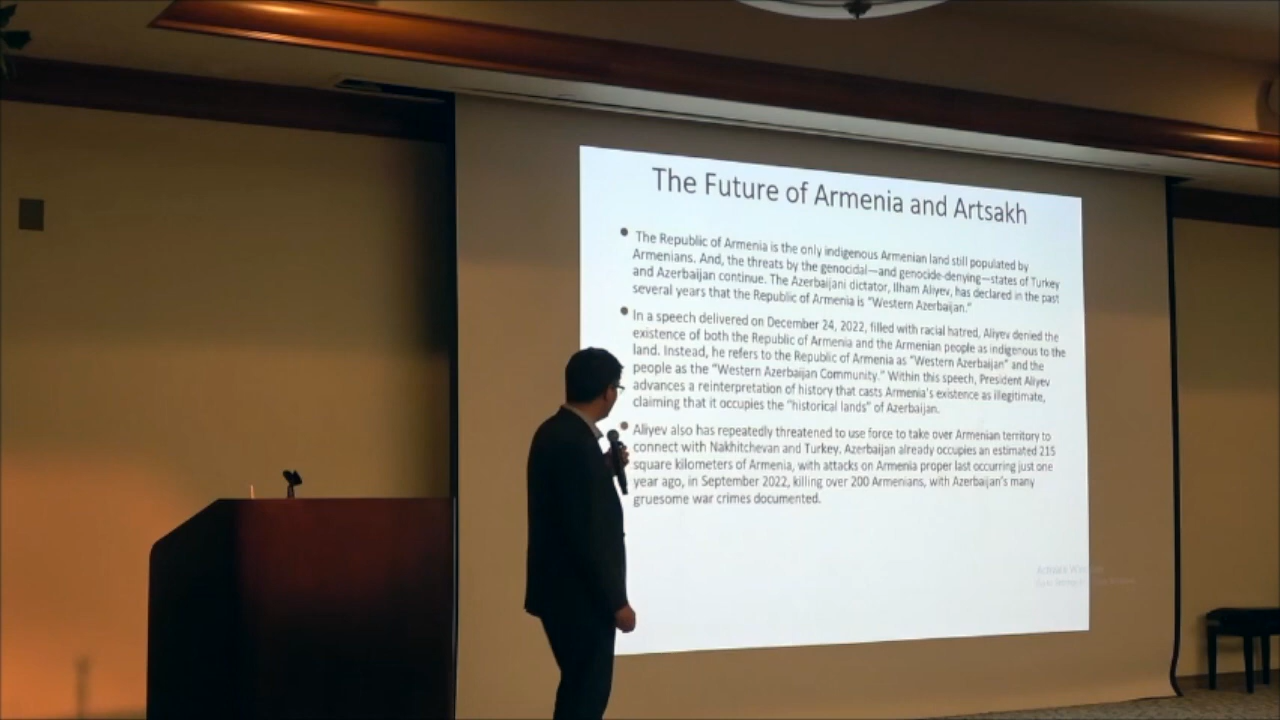 The Future of Armenia and Artsakh
• The Republic of Armenia is the only indigenous Armenian land still populated by
Armenians. And, the threats by the genocidal—and genocide-denying—states of Turkey
and Azerbaijan continue. The Azerbaijani dictator, Ilham Aliyev, has declared in the past
several years that the Republic of Armenia is “Western Azerbaijan.”
• In a speech delivered on December 24, 2022, filled with racial hatred, Aliyev denied the
existence of both the Republic of Armenia and the Armenian people as indigenous to the
land. Instead, he refers to the Republic of Armenia as “Western Azerbaijan” and the
people as the “Western Azerbaijan Community.” Within this speech, President Aliyev
advances a reinterpretation of history that casts Armenia's existence as illegitimate,
claiming that it occupies the “historical lands” of Azerbaijan.
• Aliyev also has repeatedly threatened to use force to take over Armenian territory to
connect with Nakhitchevan and Turkey. Azerbaijan already occupies an estimated 215
square kilometers of Armenia, with attacks on Armenia proper last occurring just one
year ago, in September 2022, killing over 200 Armenians, with Azerbaijan's many
gruesome war crimes documented.